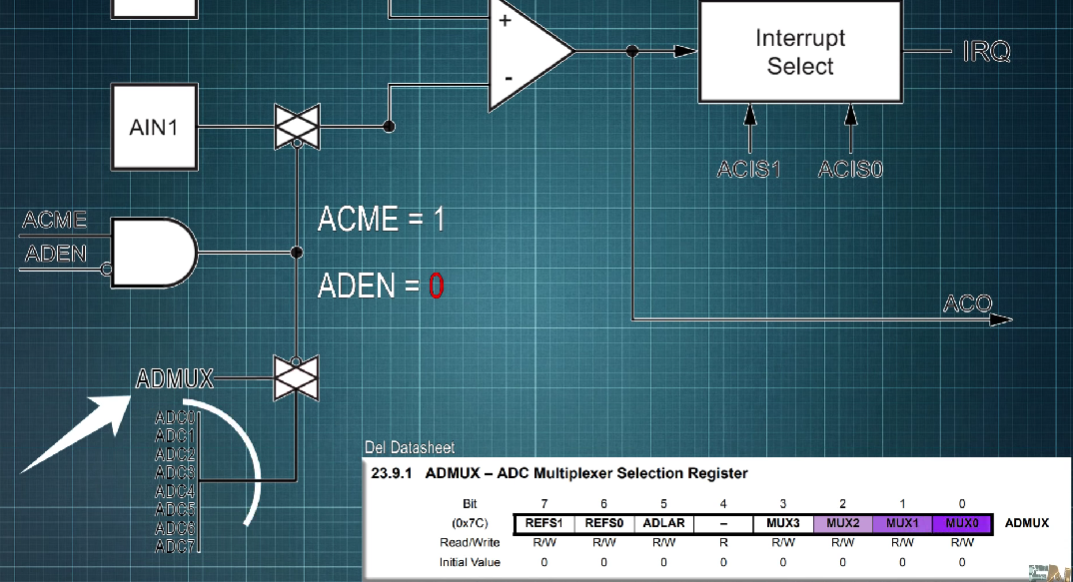 +
Interrupt
Select
IRQ
-
AIN1
ACIS1 ACIS0
ACME
ADEN
ACME = 1
ADEN = 0
ACO
ADMUX
ADC0
ADC1
ADC2
ADC3
ADC4
ADC5
ADC6
ADC7
Del Datasheet
23.9.1 ADMUX – ADC Multiplexer Selection Register
Bit 7 6 5 4 3 2 1 0
(0x7C) REFS1 REFS0 ADLAR – MUX3 MUX2 MUX1 MUX0 ADMUX
Read/Write R/W R/W R/W R R/W R/W R/W R/W
Initial Value 0 0 0 0 0 0 0 0